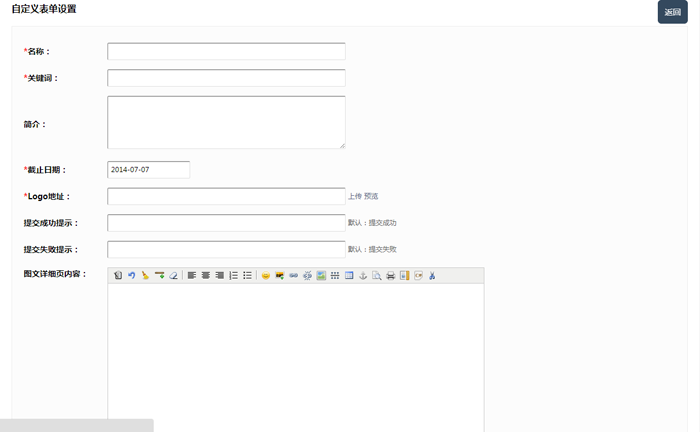 自定义表单设置
返回
*名称：
*关键词：
简介：
*截止日期：
2014-07-07
*Logo地址：
上传 预览
提交成功提示：
默认：提交成功
提交失败提示：
默认：提交失败
图文详细页内容：